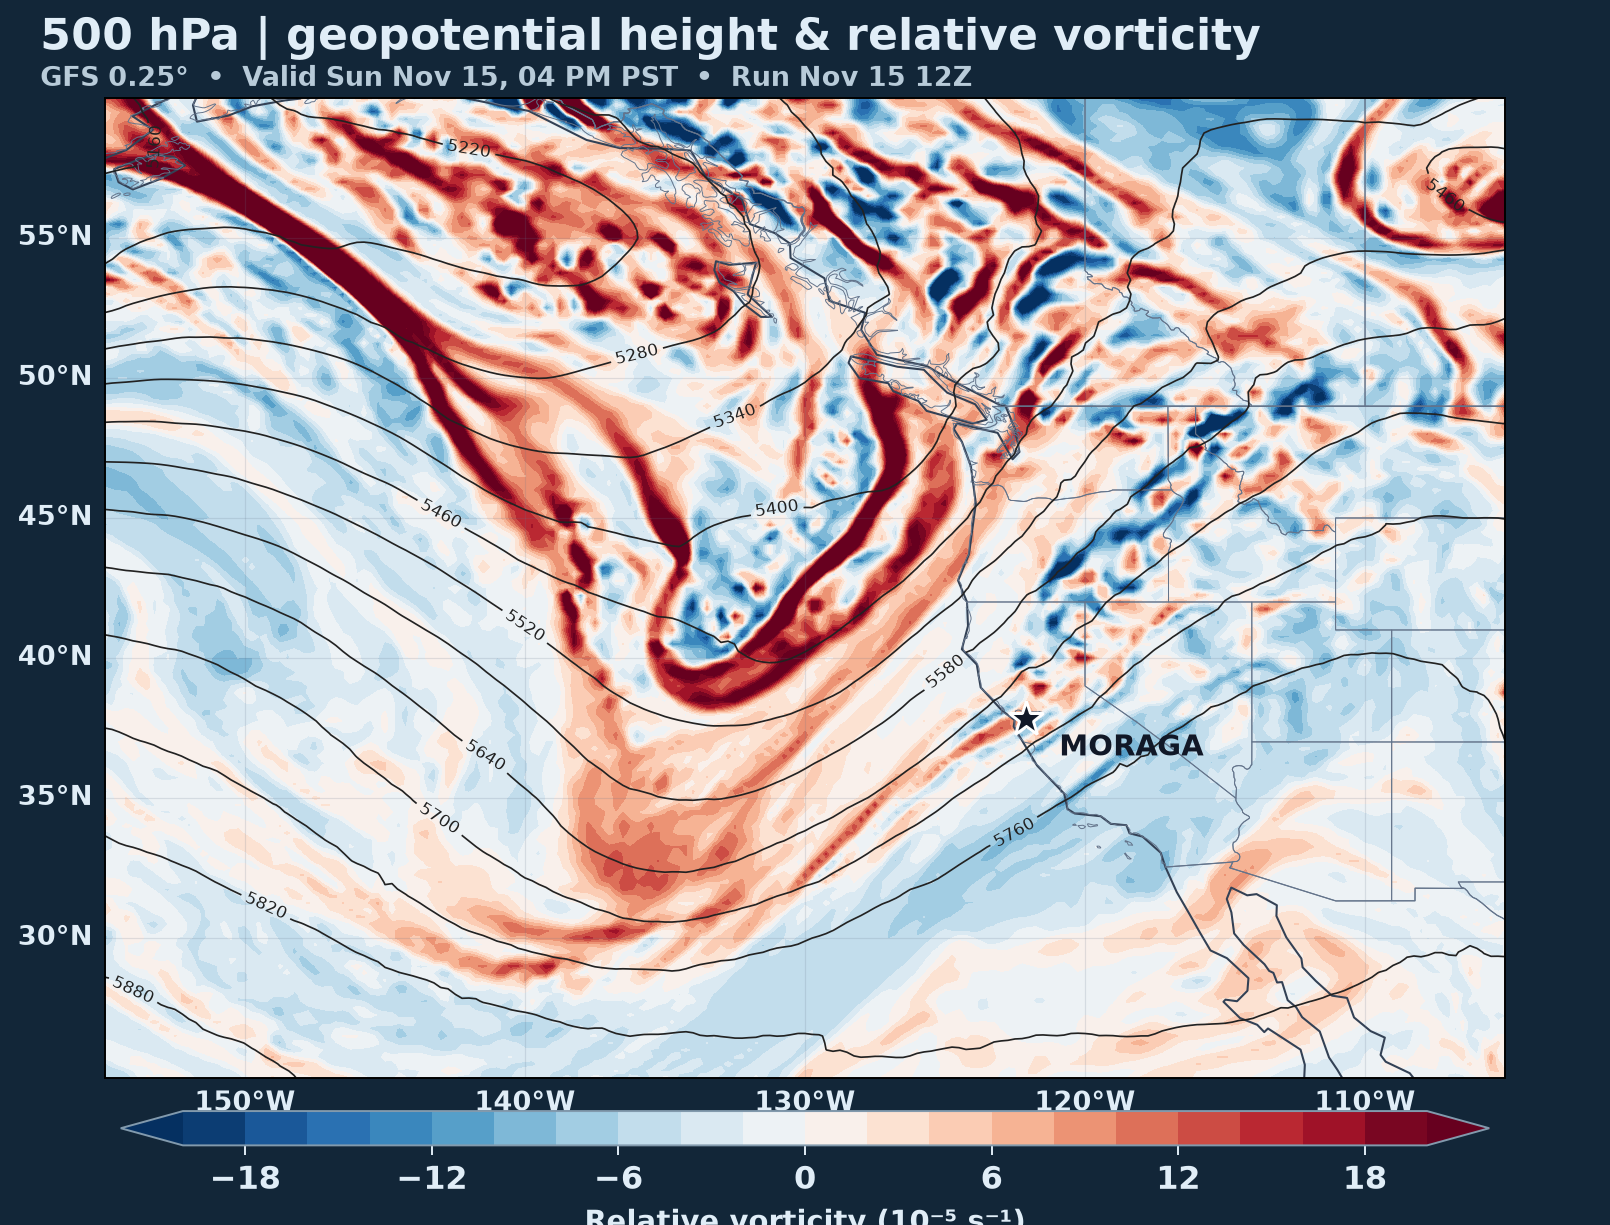 500 hPa | geopotential height & relative vorticity
GFS 0.25° • Valid Sun Nov 15, 04 PM PST • Run Nov 15 12Z
5220
5460
55°N
5280
50°N
5340
5400
5460
45°N
5520
40°N
5580
MORAGA
5640
35°N
5700
5760
5820
30°N
5880
150°W 140°W 130°W 120°W 110°W
−18 −12 −6 0 6 12 18
Relative vorticity (10⁻⁵ s⁻¹)